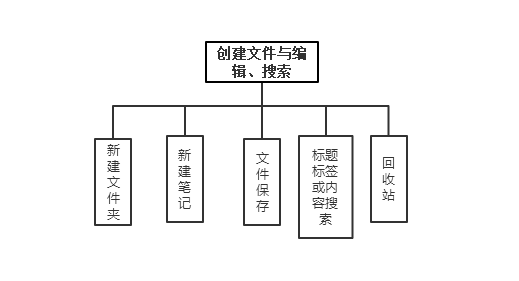 创建文件与编
辑、搜索
新
建
文
件
夹
新
建
笔
记
文
件
保
存
标题
标签
或内
容搜
索
回
收
站